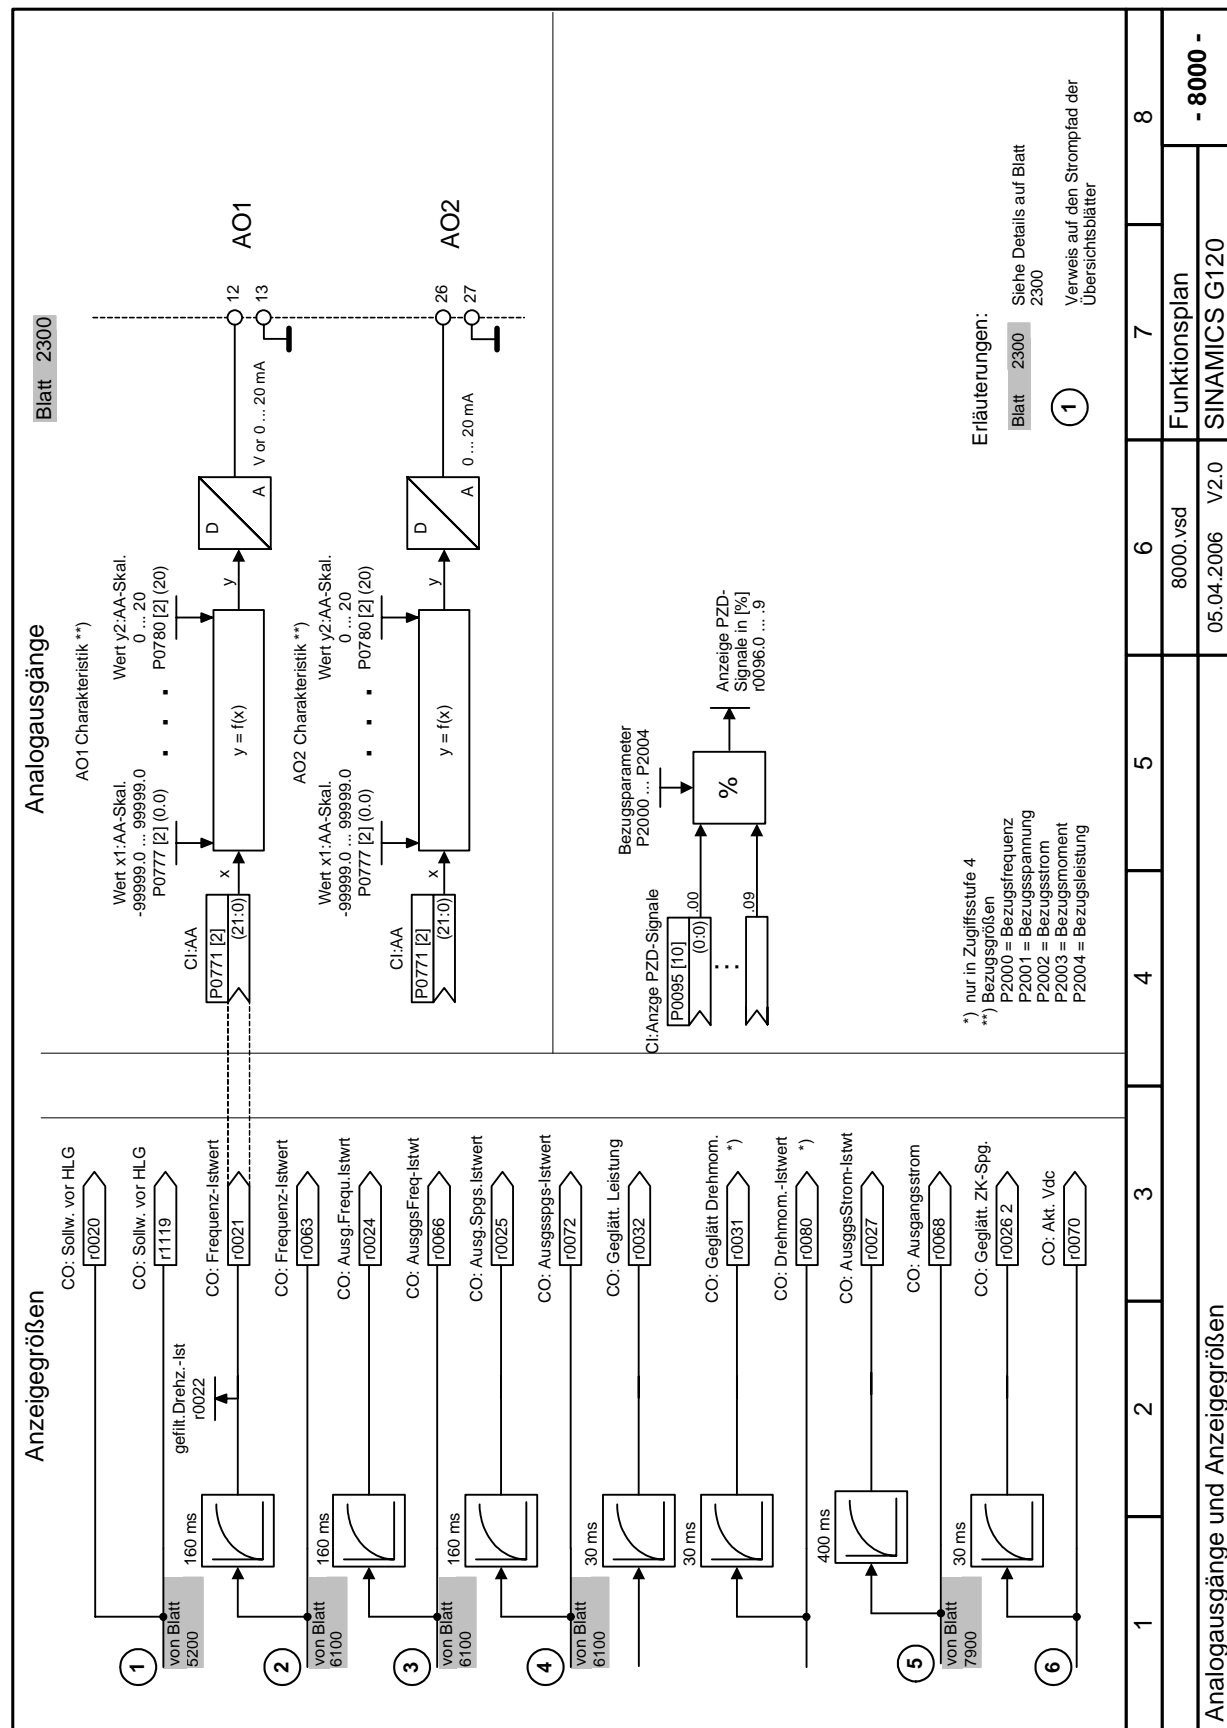 Anzeigegrößen
CO: Sollw. vor HLG
r0020
CO: Sollw. vor HLG
r1119
1
von Blatt
5200
gefilt.Drehz.-Ist
r0022
160 ms
CO: Frequenz-Istwert
r0021
2
von Blatt
6100
CO: Frequenz-Istwert
r0063
160 ms
CO: Ausg.Frequ.Istwrt
r0024
3
von Blatt
6100
CO: AusggsFreq-Istwt
r0066
160 ms
CO: Ausg.Spgs.Istwert
r0025
4
von Blatt
6100
CO: Ausgsspgs-Istwert
r0072
30 ms
CO: Geglätt. Leistung
r0032
30 ms
CO: Geglätt Drehmom.
r0031
*)
CO: Drehmom.-Istwert
r0080
*)
400 ms
CO: AusggsStrom-Istwt
r0027
5
von Blatt
7900
CO: Ausgangsstrom
r0068
30 ms
CO: Geglätt. ZK-Spg.
r0026 2
6
CO: Akt. Vdc
r0070
Analogausgänge
Blatt 2300
AO1 Charakteristik **)
Wert x1:AA-Skal.
-99999.0 ... 99999.0
P0777 [2] (0.0)
Wert y2:AA-Skal.
0 ... 20
P0780 [2] (20)
. . .
CI:AA
P0771 [2]
(21:0)
x
y = f(x)
y
D
A
V or 0 ... 20 mA
12
13
AO1
AO2 Charakteristik **)
Wert x1:AA-Skal.
-99999.0 ... 99999.0
P0777 [2] (0.0)
Wert y2:AA-Skal.
0 ... 20
P0780 [2] (20)
. . .
CI:AA
P0771 [2]
(21:0)
x
y = f(x)
y
D
A
0 ... 20 mA
26
27
AO2
CI:Anzge PZD-Signale
P0095 [10]
(0:0)
.00
...
.09
Bezugsparameter
P2000 ... P2004
%
Anzeige PZD-
Signale in [%]
r0096.0 ... .9
*) nur in Zugiffsstufe 4
**) Bezugsgrößen
P2000 = Bezugsfrequenz
P2001 = Bezugsspannung
P2002 = Bezugsstrom
P2003 = Bezugsmoment
P2004 = Bezugsleistung
Erläuterungen:
Blatt 2300
Siehe Details auf Blatt
2300
1
Verweis auf den Strompfad der
Übersichtsblätter
1 2 3 4 5 6 7 8
8000.vsd
Funktionsplan
- 8000 -
Analogausgänge und Anzeigegrößen
05.04.2006 V2.0
SINAMICS G120